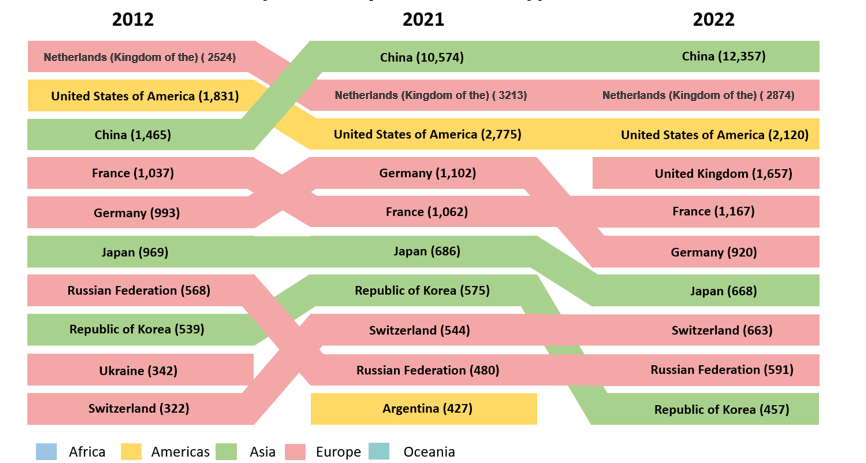 2012 2021 2022
Netherlands (Kingdom of the) ( 2524) China (10,574) China (12,357)
United States of America (1,831) Netherlands (Kingdom of the) ( 3213) Netherlands (Kingdom of the) ( 2874)
China (1,465) United States of America (2,775) United States of America (2,120)
France (1,037) Germany (1,102) United Kingdom (1,657)
Germany (993) France (1,062) France (1,167)
Japan (969) Japan (686) Germany (920)
Russian Federation (568) Republic of Korea (575) Japan (668)
Republic of Korea (539) Switzerland (544) Switzerland (663)
Ukraine (342) Russian Federation (480) Russian Federation (591)
Switzerland (322) Argentina (427) Republic of Korea (457)
Africa Americas Asia Europe Oceania